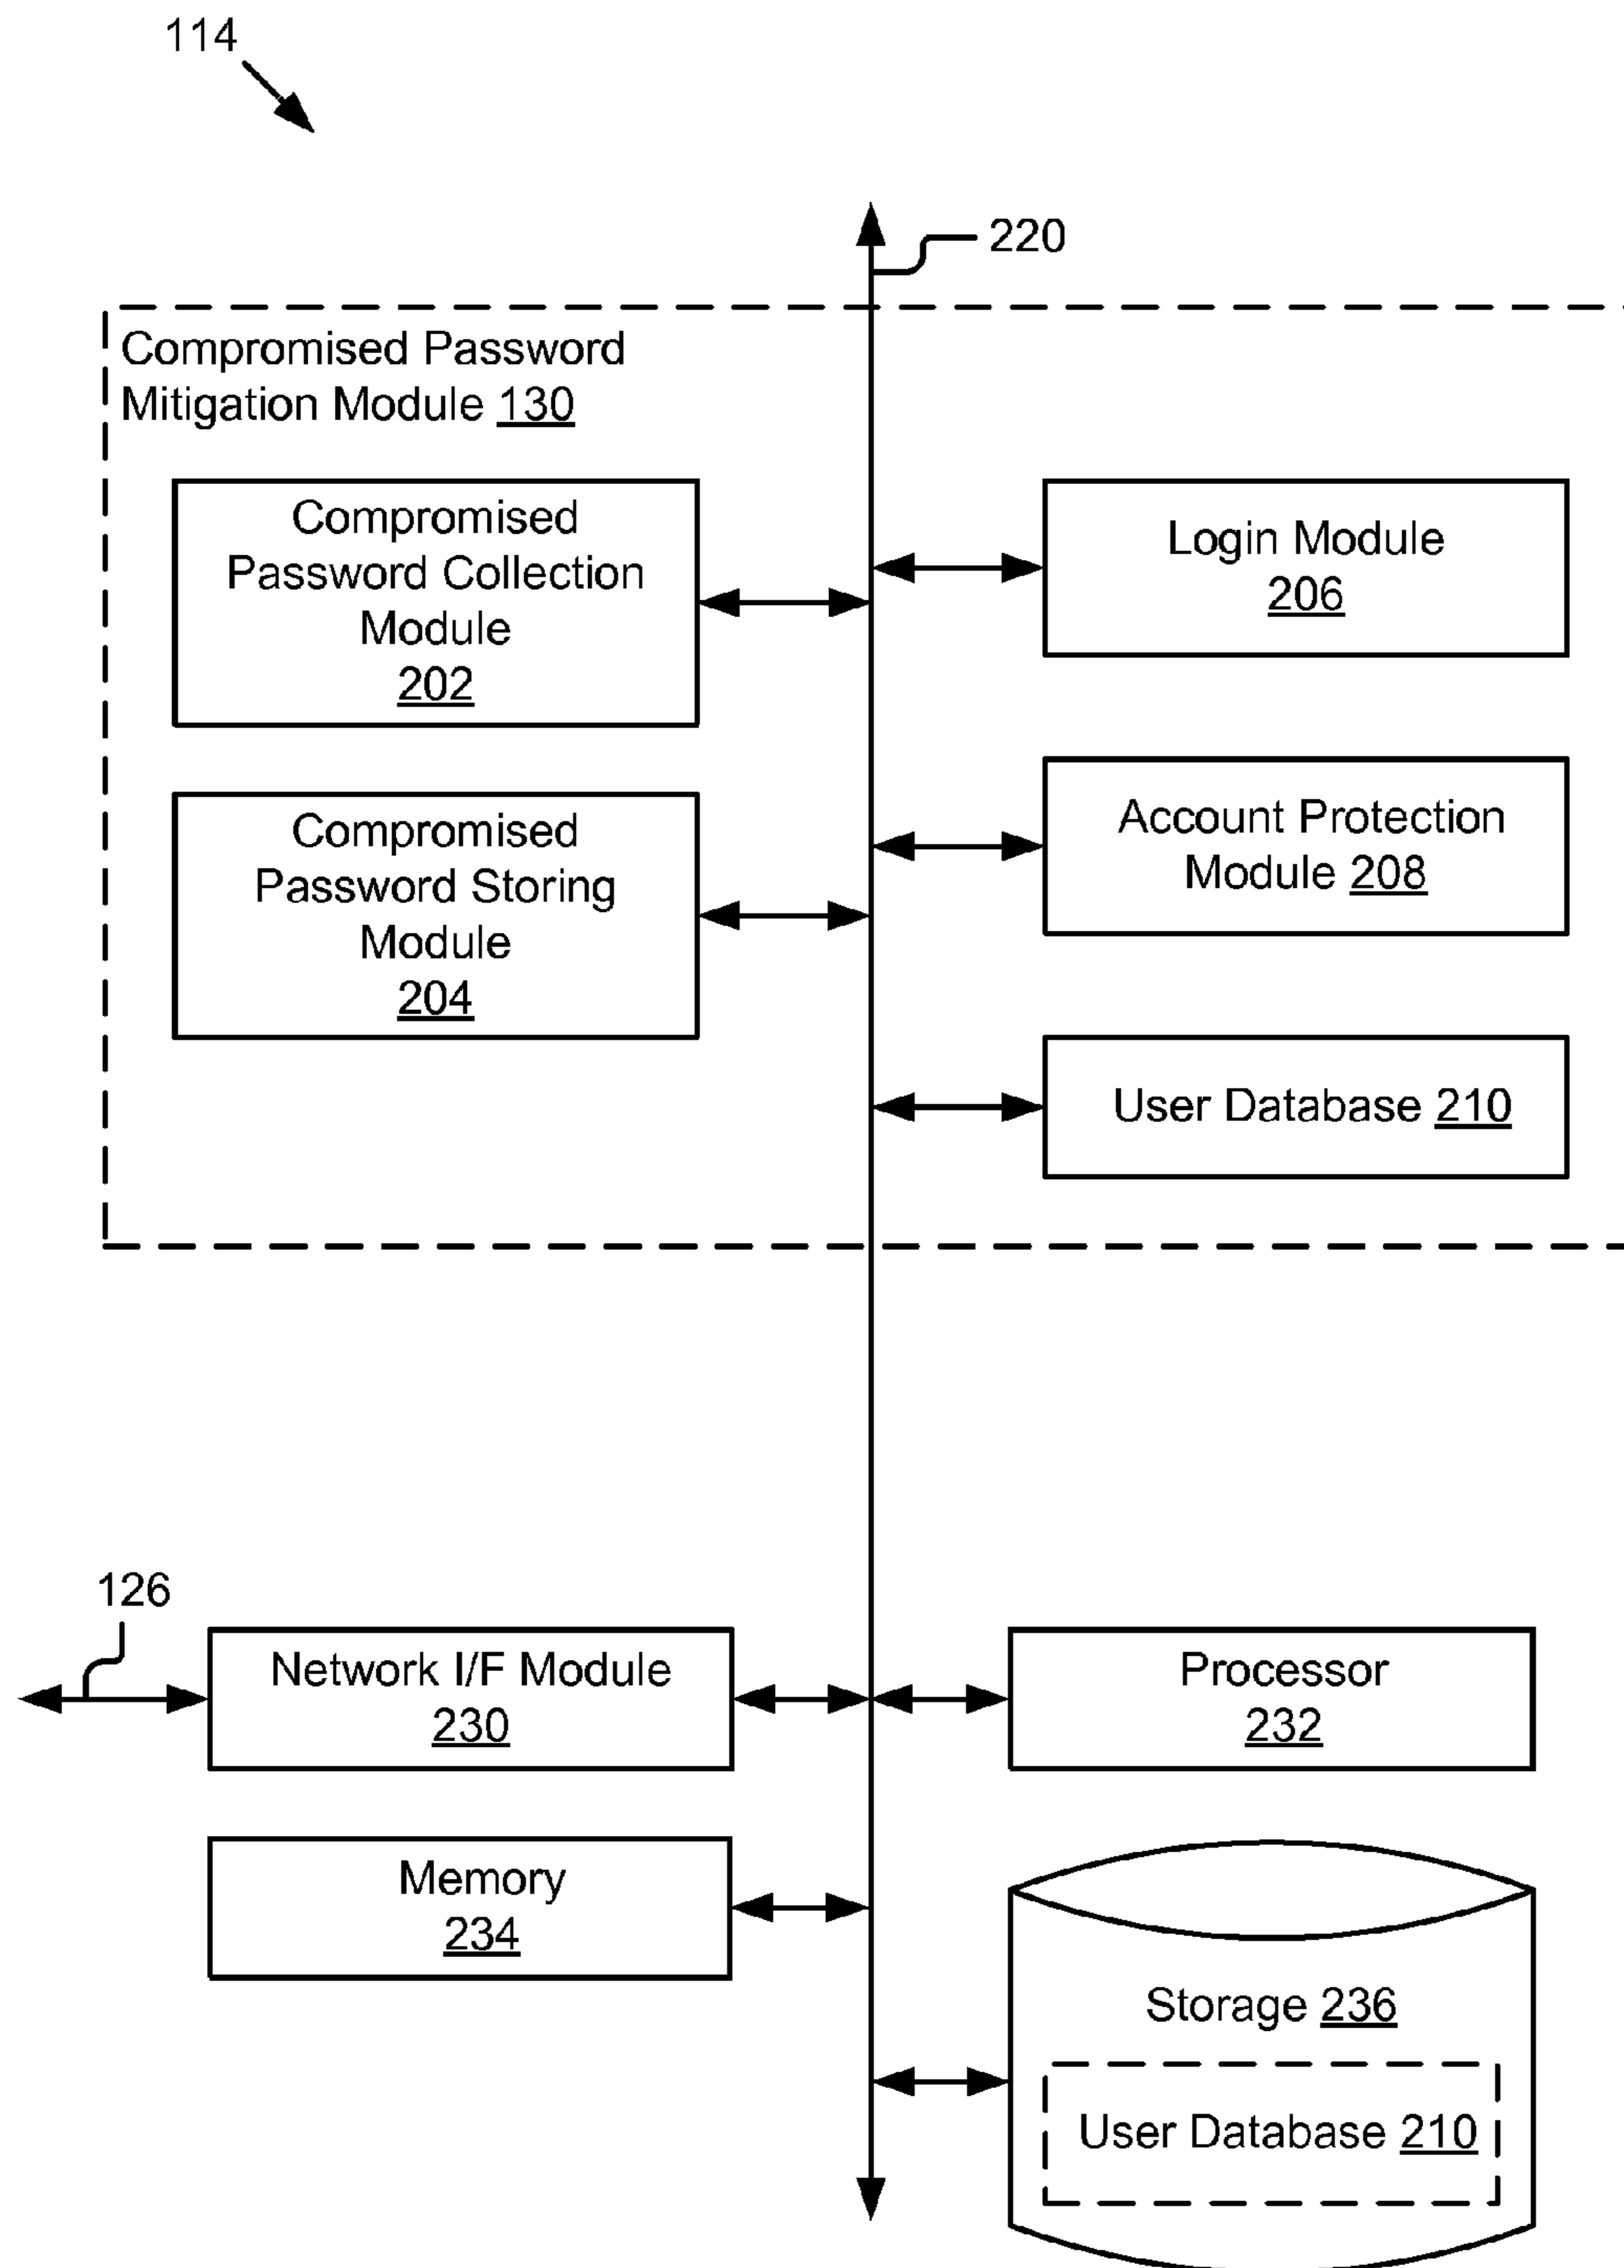 114
220
Compromised Password
Mitigation Module 130
Compromised
Password Collection
Module
202
Login Module
206
Compromised
Password Storing
Module
204
Account Protection
Module 208
User Database 210
126
Network I/F Module
230
Processor
232
Memory
234
Storage 236
User Database 210